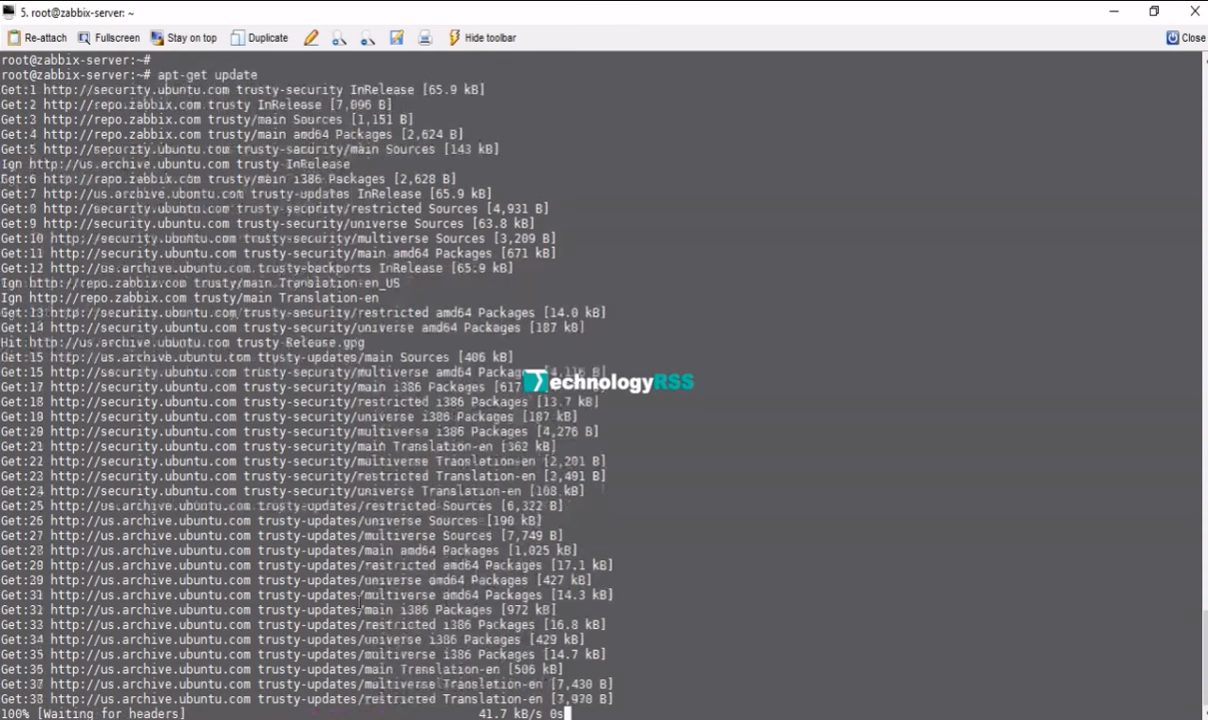 5. root@zabbix-server: ~
Re-attach Fullscreen Stay on top Duplicate Hide toolbar Close
root@zabbix-server:~#
root@zabbix-server:~# apt-get update
Get:1 http://security.ubuntu.com trusty-security InRelease [65.9 kB]
Get:2 http://repo.zabbix.com trusty InRelease [7,096 B]
Get:3 http://repo.zabbix.com trusty/main Sources [1,151 B]
Get:4 http://repo.zabbix.com trusty/main amd64 Packages [2,624 B]
Get:5 http://security.ubuntu.com trusty-security/main Sources [143 kB]
Ign http://us.archive.ubuntu.com trusty InRelease
Get:6 http://repo.zabbix.com trusty/main i386 Packages [2,628 B]
Get:7 http://us.archive.ubuntu.com trusty-updates InRelease [65.9 kB]
Get:8 http://security.ubuntu.com trusty-security/restricted Sources [4,931 B]
Get:9 http://security.ubuntu.com trusty-security/universe Sources [63.8 kB]
Get:10 http://security.ubuntu.com trusty-security/multiverse Sources [3,209 B]
Get:11 http://security.ubuntu.com trusty-security/main amd64 Packages [671 kB]
Get:12 http://us.archive.ubuntu.com trusty-backports InRelease [65.9 kB]
Ign http://repo.zabbix.com trusty/main Translation-en_US
Ign http://repo.zabbix.com trusty/main Translation-en
Get:13 http://security.ubuntu.com trusty-security/restricted amd64 Packages [14.0 kB]
Get:14 http://security.ubuntu.com trusty-security/universe amd64 Packages [187 kB]
Hit http://us.archive.ubuntu.com trusty Release.gpg
Get:15 http://us.archive.ubuntu.com trusty-updates/main Sources [406 kB]
http://security.ubuntu.com trusty-security/multiverse amd64
Get:17 http://security.ubuntu.com trusty-security/main i386 Packages [617
TechnologyRSS
Get:18 http://security.ubuntu.com trusty-security/restricted i386 Packages [13.7 kB]
Get:19 http://security.ubuntu.com trusty-security/universe i386 Packages [187 kB]
Get:20 http://security.ubuntu.com trusty-security/multiverse i386 Packages [4,276 B]
Get:21 http://security.ubuntu.com trusty-security/main Translation-en [362 kB]
Get:22 http://security.ubuntu.com trusty-security/multiverse Translation-en [2,201 B]
Get:23 http://security.ubuntu.com trusty-security/restricted Translation-en [2,491 B]
Get:24 http://security.ubuntu.com trusty-security/universe Translation-en [108 kB]
Get:25 http://us.archive.ubuntu.com trusty-updates/restricted Sources [6,322 B]
Get:26 http://us.archive.ubuntu.com trusty-updates/universe Sources [190 kB]
Get:27 http://us.archive.ubuntu.com trusty-updates/multiverse Sources [7,749 B]
Get:28 http://us.archive.ubuntu.com trusty-updates/main amd64 Packages [1,025 kB]
http://us.archive.ubuntu.com trusty-updates/restricted amd64 Packages [17.1 kB]
http://us.archive.ubuntu.com trusty-updates/universe amd64 Packages [427 kB]
Get:31 http://us.archive.ubuntu.com trusty-updates/multiverse amd64 Packages [14.3 kB]
http://us.archive.ubuntu.com trusty-updates/main i386 Packages [972 kB]
Get:33 http://us.archive.ubuntu.com trusty-updates/restricted i386 Packages [16.8 kB]
Get:34 http://us.archive.ubuntu.com trusty-updates/universe i386 Packages [429 kB]
Get:35 http://us.archive.ubuntu.com trusty-updates/multiverse i386 Packages [14.7 kB]
http://us.archive.ubuntu.com trusty-updates/main Translation-en [506 kB]
Get:37 http://us.archive.ubuntu.com trusty-updates/multiverse Translation-en [7,430 B]
Get:38 http://us.archive.ubuntu.com trusty-updates/restricted Translation-en
100% [Waiting for headers] 41.7 kB/s 0s